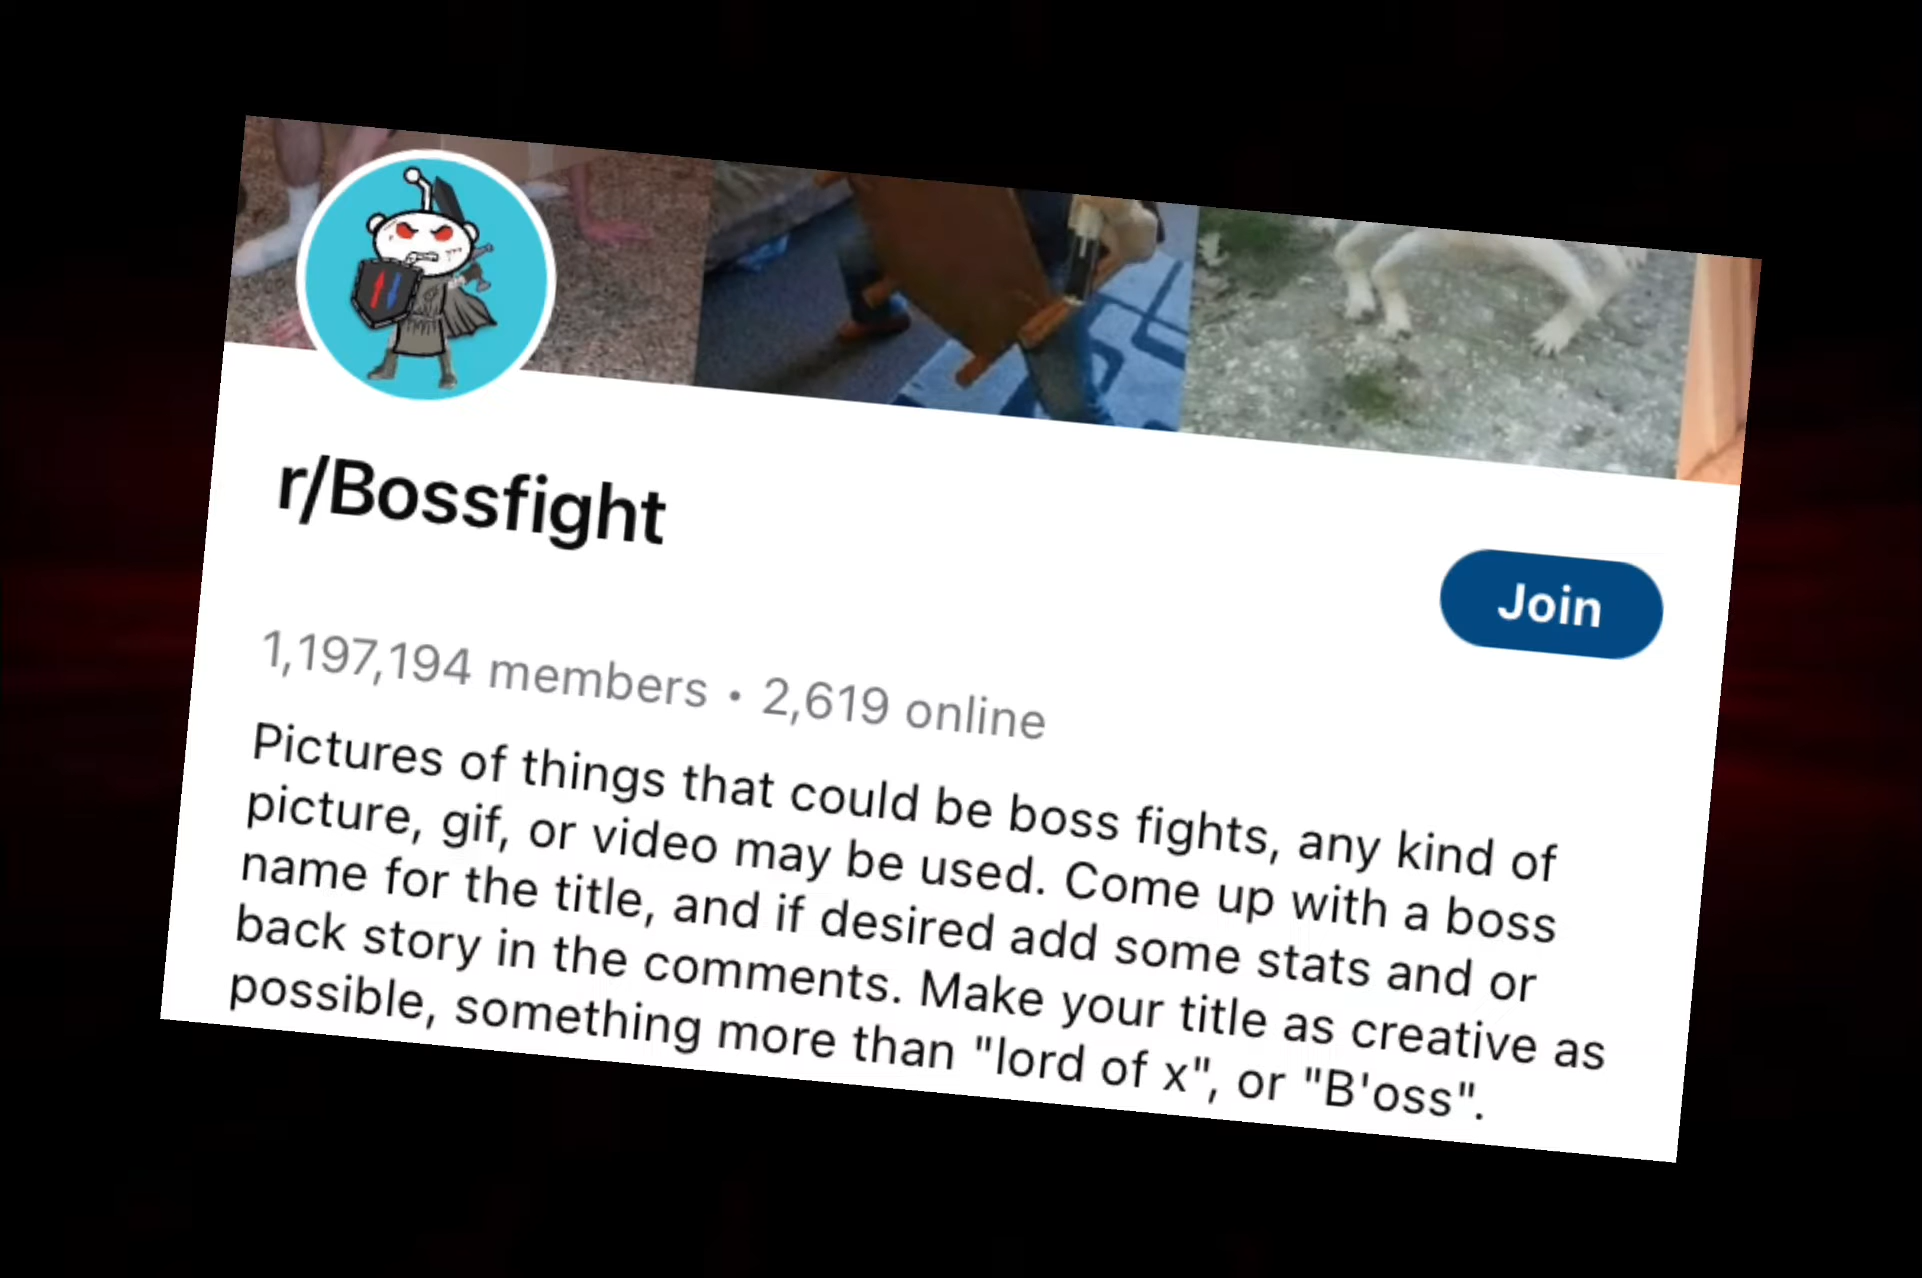 r/Bossfight
Join
1,197,194 members • 2,619 online
Pictures of things that could be boss fights, any kind of
picture, gif, or video may be used. Come up with a boss
name for the title, and if desired add some stats and or
back story in the comments. Make your title as creative as
possible, something more than "lord of x", or "B'oss".